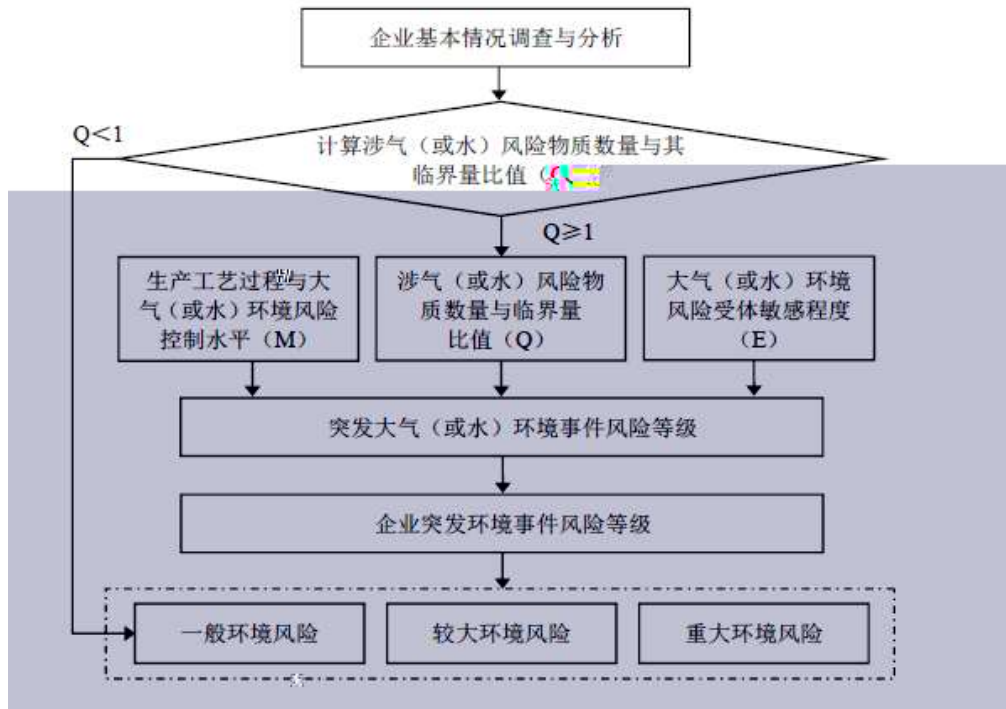 企业基本情况调查与分析
Q<1
计算涉气（或水）风险物质数量与其
临界量比值（
Q≥1
生产工艺过程与大
气（或水）环境风险
控制水平（M）
涉气（或水）风险物
质数量与临界量
比值（Q）
大气（或水）环境
风险受体敏感程度
（E）
突发大气（或水）环境事件风险等级
企业突发环境事件风险等级
一般环境风险
较大环境风险
重大环境风险